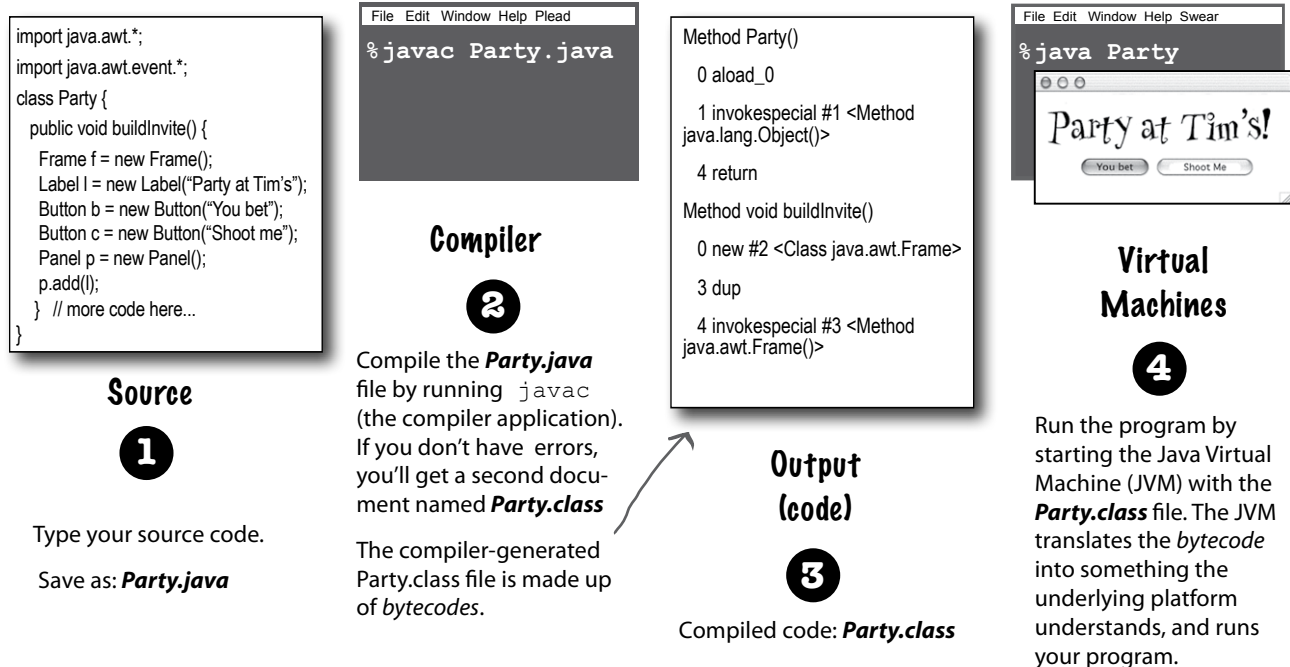 import java.awt.*;
import java.awt.event.*;
class Party {
public void buildInvite() {
Frame f = new Frame();
Label l = new Label(“Party at Tim’s”);
Button b = new Button(“You bet”);
Button c = new Button(“Shoot me”);
Panel p = new Panel();
p.add(l);
} // more code here...
}
Source
1
Type your source code.
Save as: Party.java
File Edit Window Help Plead
%javac Party.java
Compiler
2
Compile the Party.java
file by running javac
(the compiler application).
If you don’t have errors,
you’ll get a second docu-
ment named Party.class
The compiler-generated
Party.class file is made up
of bytecodes.
Method Party()
0 aload_0
1 invokespecial #1 <Method
java.lang.Object()>
4 return
Method void buildInvite()
0 new #2 <Class java.awt.Frame>
3 dup
4 invokespecial #3 <Method
java.awt.Frame()>
Output
(code)
3
Compiled code: Party.class
File Edit Window Help Swear
%java Party
Party at Tim’s!
You bet Shoot Me
Virtual
Machines
4
Run the program by
starting the Java Virtual
Machine (JVM) with the
Party.class file. The JVM
translates the bytecode
into something the
underlying platform
understands, and runs
your program.